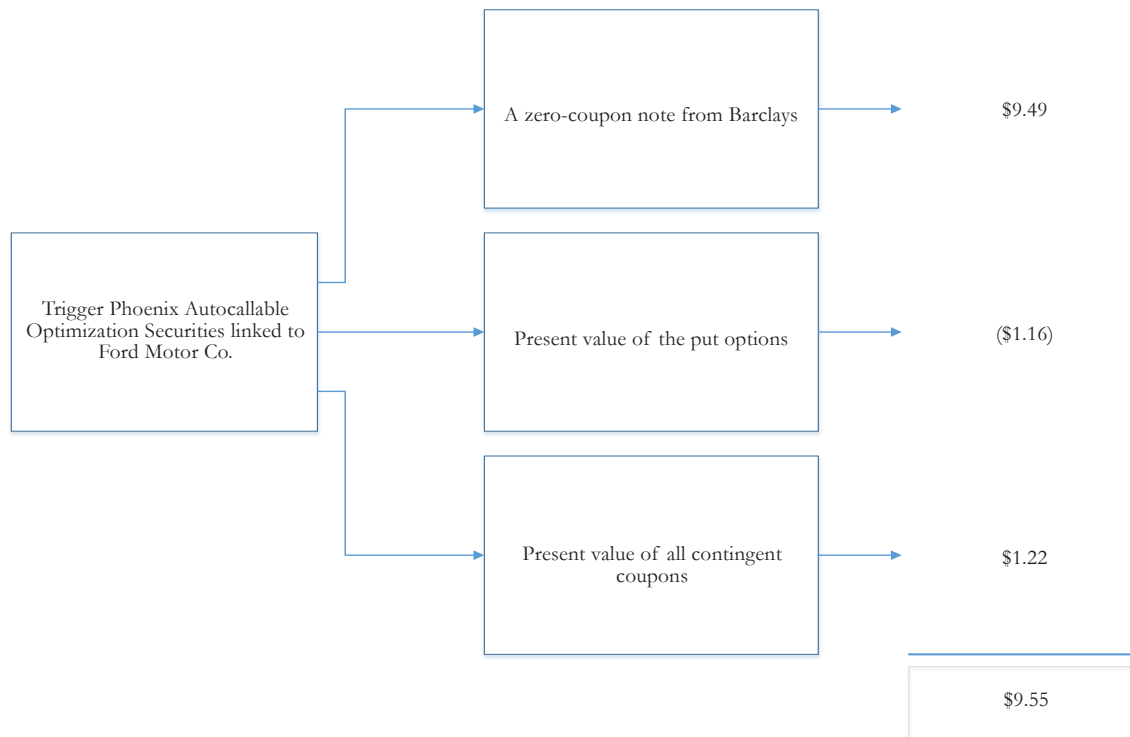 A zero-coupon note from Barclays
$9.49
Trigger Phoenix Autocallable
Optimization Securities linked to
Ford Motor Co.
Present value of the put options
($1.16)
Present value of all contingent
coupons
$1.22
$9.55